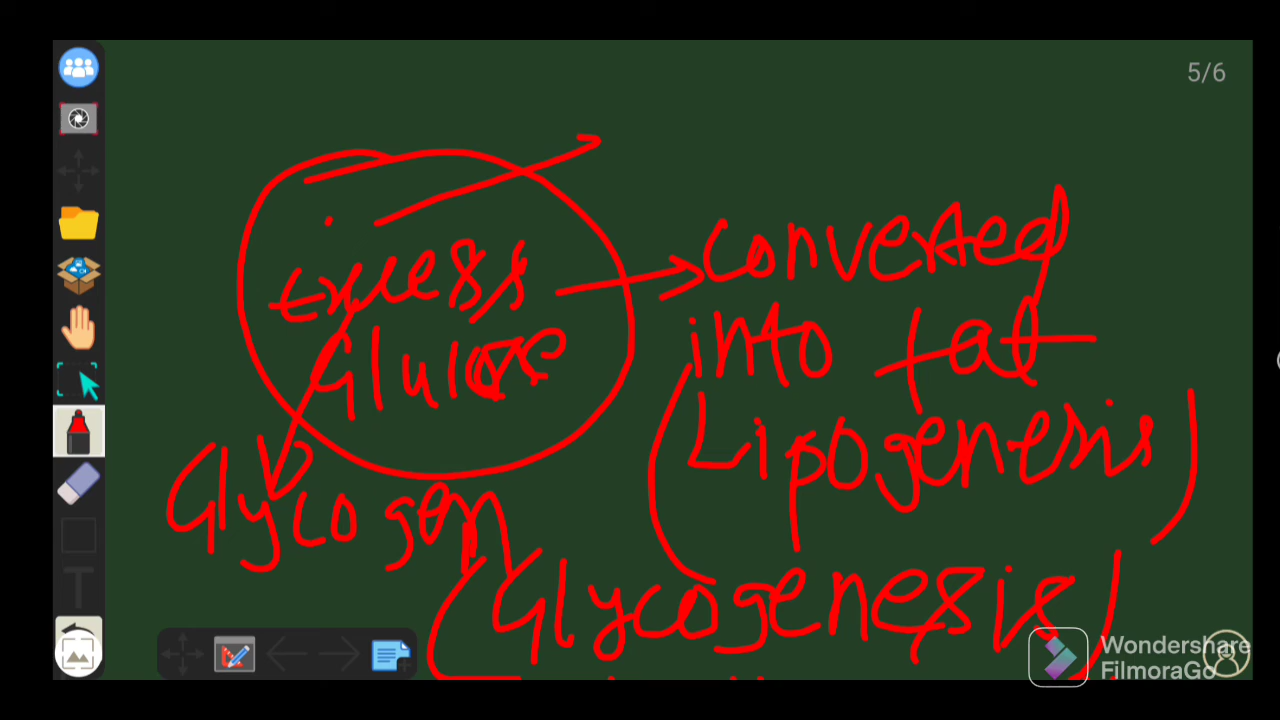 5/6
Excess
Glucose
converted
into fat
(Lipogenesis)
Glycogen
(Glycogenesis)
Wondershare
FilmoraGo